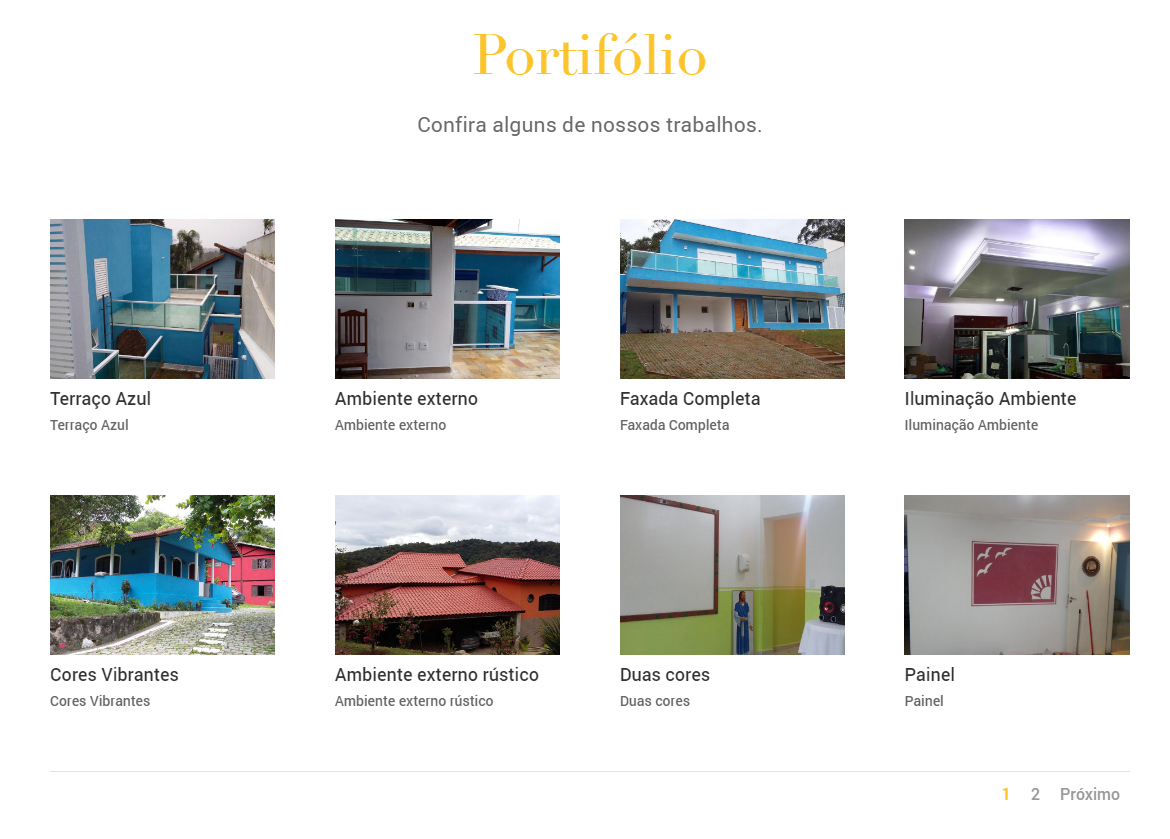 Portifólio
Confira alguns de nossos trabalhos.
Terraço Azul
Terraço Azul
Ambiente externo
Ambiente externo
Faxada Completa
Faxada Completa
Iluminação Ambiente
Iluminação Ambiente
Cores Vibrantes
Cores Vibrantes
Ambiente externo rústico
Ambiente externo rústico
Duas cores
Duas cores
Painel
Painel
1 2 Próximo